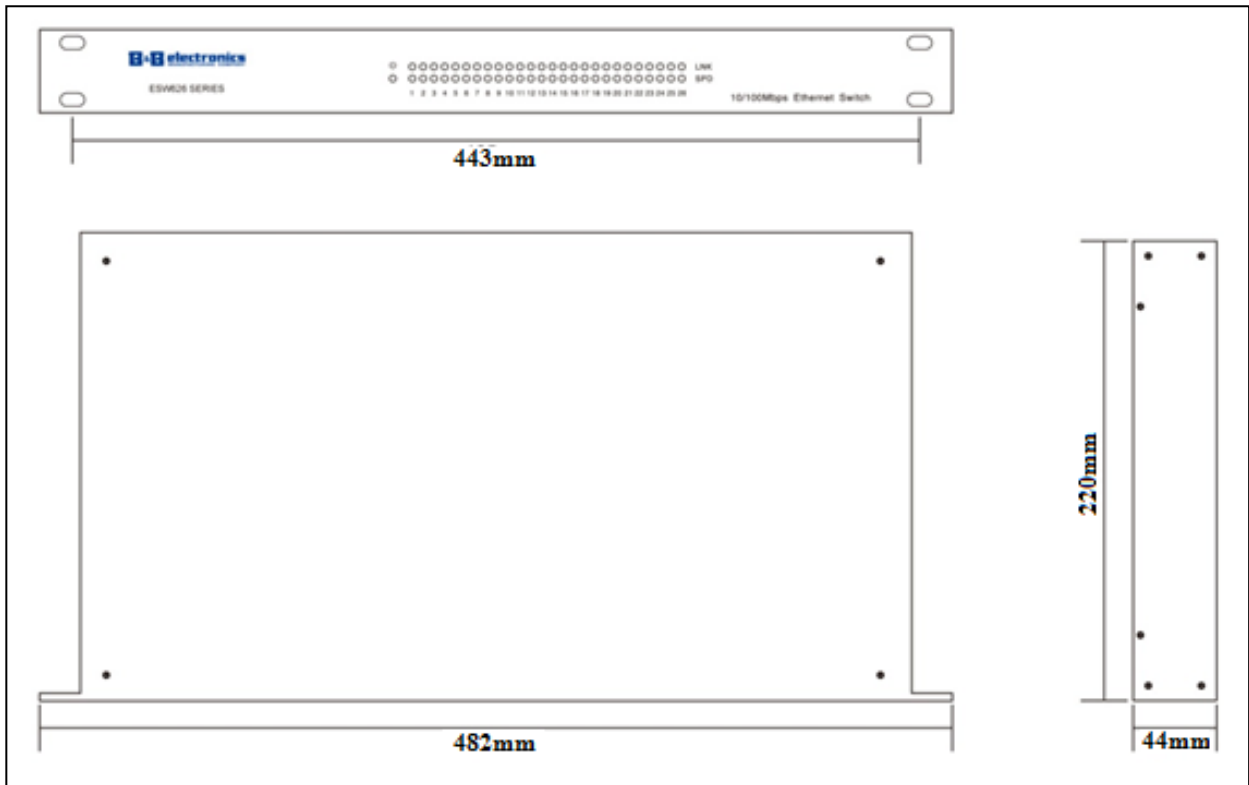 B&B electronics
ESW626 SERIES
LNK
SPD
1 2 3 4 5 6 7 8 9 10 11 12 13 14 15 16 17 18 19 20 21 22 23 24 25 26
10/100Mbps Ethernet Switch
443mm
220mm
482mm
44mm